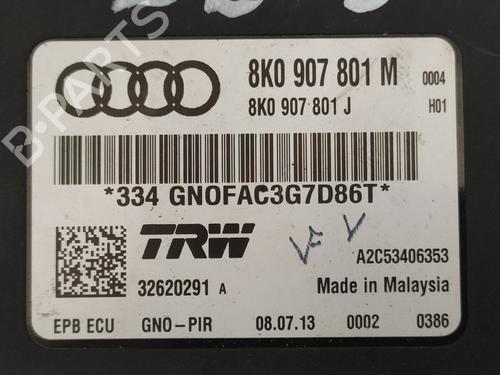 8K0 907 801 M 0004
8K0 907 801 J H01
*334 GNOFAC3G7D86T*
TRW
A2C53406353
32620291 A
Made in Malaysia
EPB ECU GNO-PIR 08.07.13 0002 0386
B-PARTS